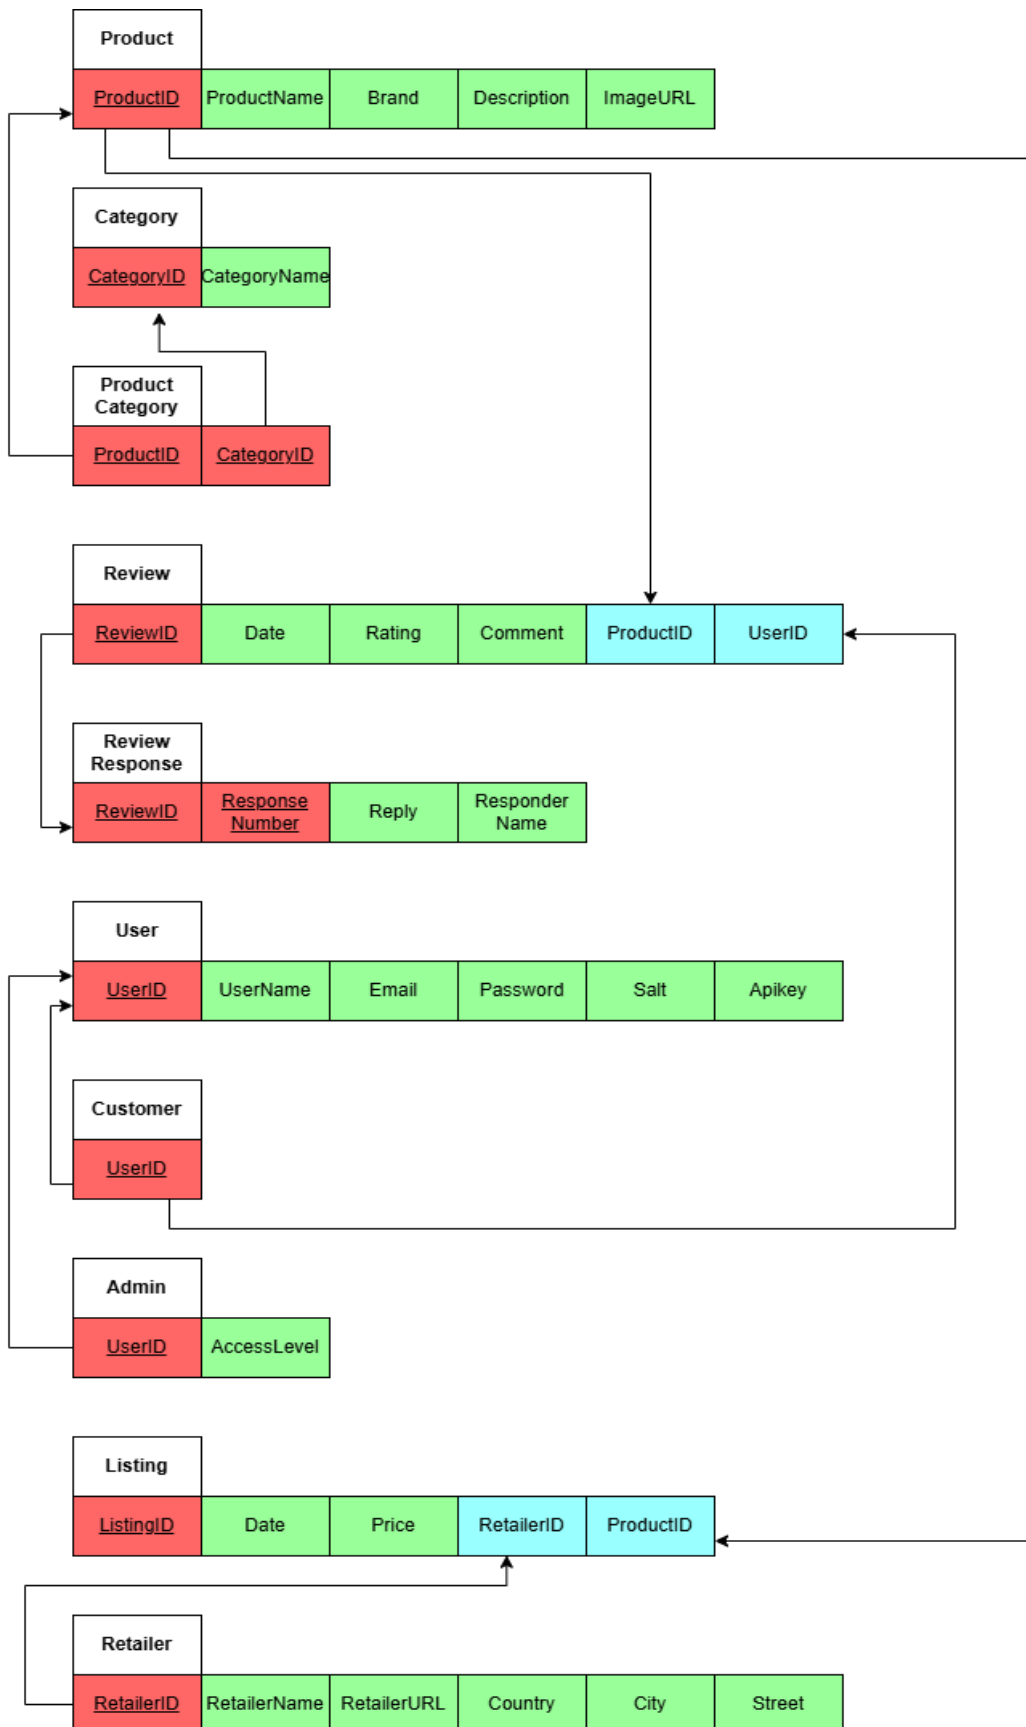 Product
ProductID ProductName Brand Description ImageURL
Category
CategoryID CategoryName
Product
Category
ProductID CategoryID
Review
ReviewID Date Rating Comment ProductID UserID
Review
Response
ReviewID Response Number Reply Responder Name
User
UserID UserName Email Password Salt Apikey
Customer
UserID
Admin
UserID AccessLevel
Listing
ListingID Date Price RetailerID ProductID
Retailer
RetailerID RetailerName RetailerURL Country City Street